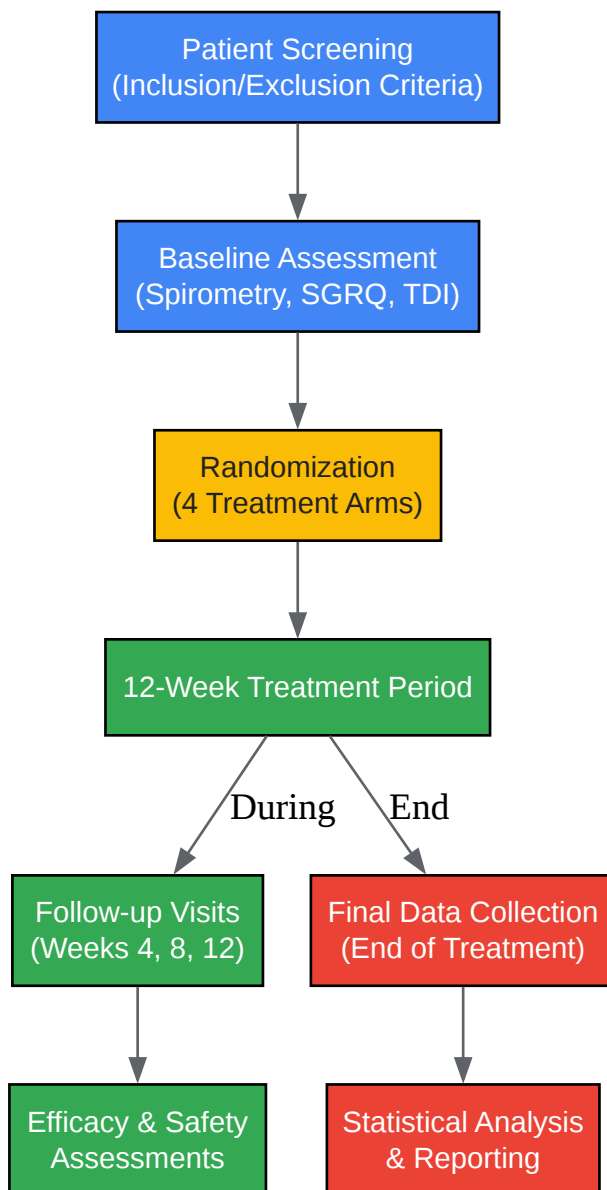 Patient Screening
(Inclusion/Exclusion Criteria)
Baseline Assessment
(Spirometry, SGRQ, TDI)
Randomization
(4 Treatment Arms)
12-Week Treatment Period
During
End
Follow-up Visits
(Weeks 4, 8, 12)
Final Data Collection
(End of Treatment)
Efficacy & Safety
Assessments
Statistical Analysis
& Reporting